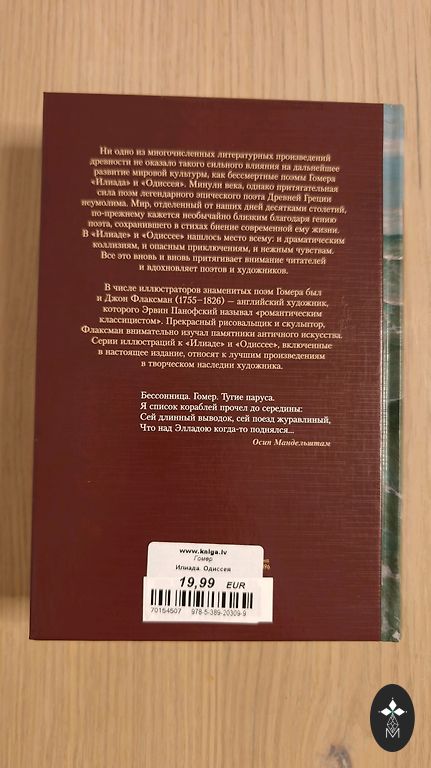 Ни одно из многочисленных литературных произведений
древности не оказало такого сильного влияния на дальнейшее
развитие мировой культуры, как бессмертные поэмы Гомера
«Илиада» и «Одиссея». Минули века, однако притягательная
сила поэм легендарного эпического поэта Древней Греции
неумолима. Мир, отделенный от наших дней десятками столетий,
по-прежнему кажется необычайно близким благодаря гению
поэта, сохранившего в стихах биение современной ему жизни.
В «Илиаде» и «Одиссее» нашлось место всему: и драматическим
коллизиям, и опасным приключениям, и нежным чувствам.
Все это вновь и вновь притягивает внимание читателей
и вдохновляет поэтов и художников.
В числе иллюстраторов знаменитых поэм Гомера был
и Джон Флаксман (1755–1826) — английский художник,
которого Эрвин Панофский называл «романтическим
классицистом». Прекрасный рисовальщик и скульптор,
Флаксман внимательно изучал памятники античного искусства.
Серии иллюстраций к «Илиаде» и «Одиссее», включенные
в настоящее издание, относят к лучшим произведениям
в творческом наследии художника.
Бессонница. Гомер. Тугие паруса.
Я список кораблей прочел до середины:
Сей длинный выводок, сей поезд журавлиный,
Что над Элладою когда-то поднялся...
Осип Мандельштам
www.kniga.lv
Гомер
Илиада. Одиссея
19,99 EUR
70154507 978-5-389-20309-9